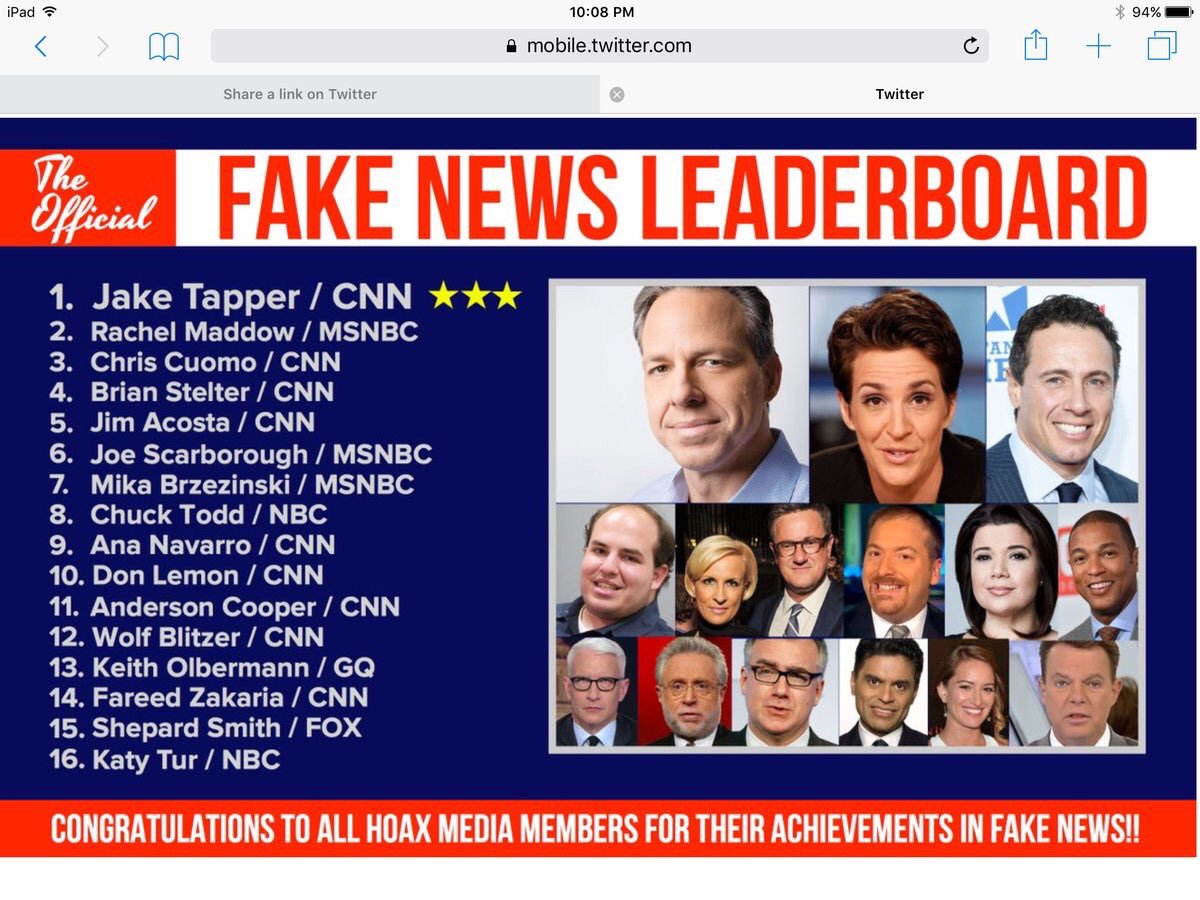 iPad 10:08 PM 94%
mobile.twitter.com
Share a link on Twitter
Twitter
The
Official
FAKE NEWS LEADERBOARD
1. Jake Tapper / CNN ★★★
2. Rachel Maddow / MSNBC
3. Chris Cuomo / CNN
4. Brian Stelter / CNN
5. Jim Acosta / CNN
6. Joe Scarborough / MSNBC
7. Mika Brzezinski / MSNBC
8. Chuck Todd / NBC
9. Ana Navarro / CNN
10. Don Lemon / CNN
11. Anderson Cooper / CNN
12. Wolf Blitzer / CNN
13. Keith Olbermann / GQ
14. Fareed Zakaria / CNN
15. Shepard Smith / FOX
16. Katy Tur / NBC
CONGRATULATIONS TO ALL HOAX MEDIA MEMBERS FOR THEIR ACHIEVEMENTS IN FAKE NEWS!!